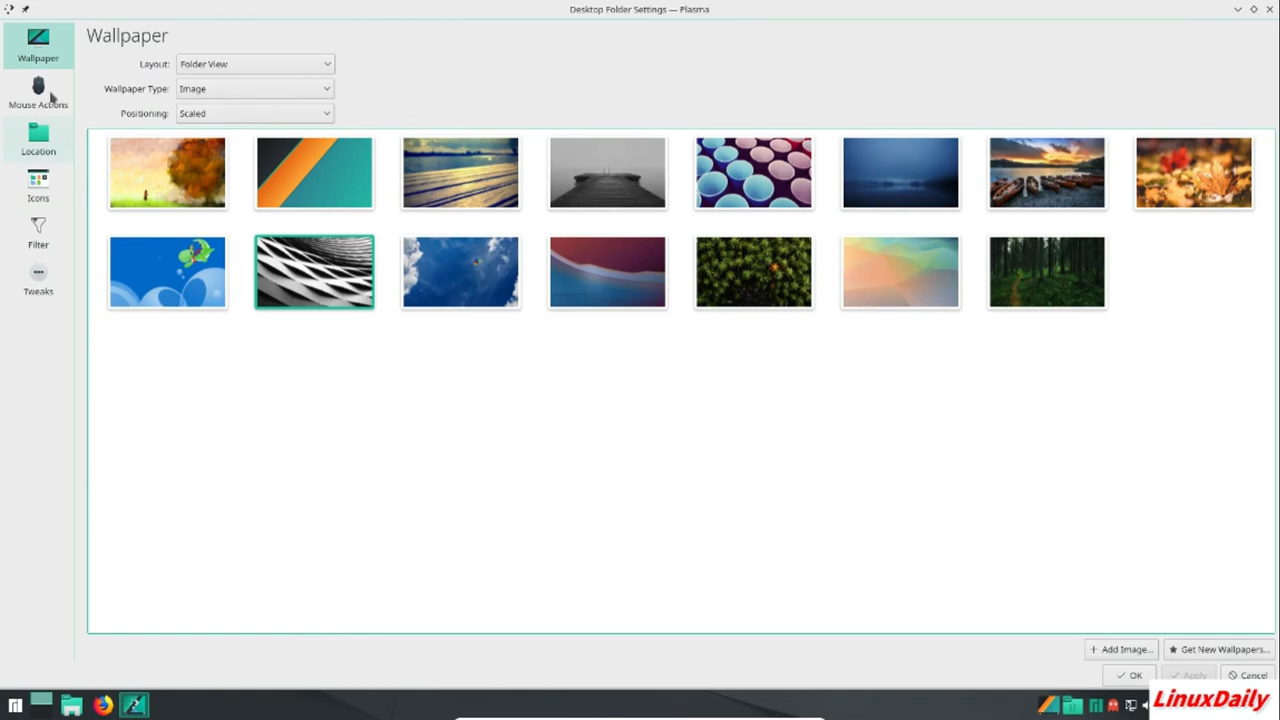 Desktop Folder Settings — Plasma
Wallpaper
Mouse Actions
Location
Icons
Filter
Tweaks
Wallpaper
Layout: Folder View
Wallpaper Type: Image
Positioning: Scaled
Add Image...
Get New Wallpapers...
OK
Apply
Cancel
LinuxDaily